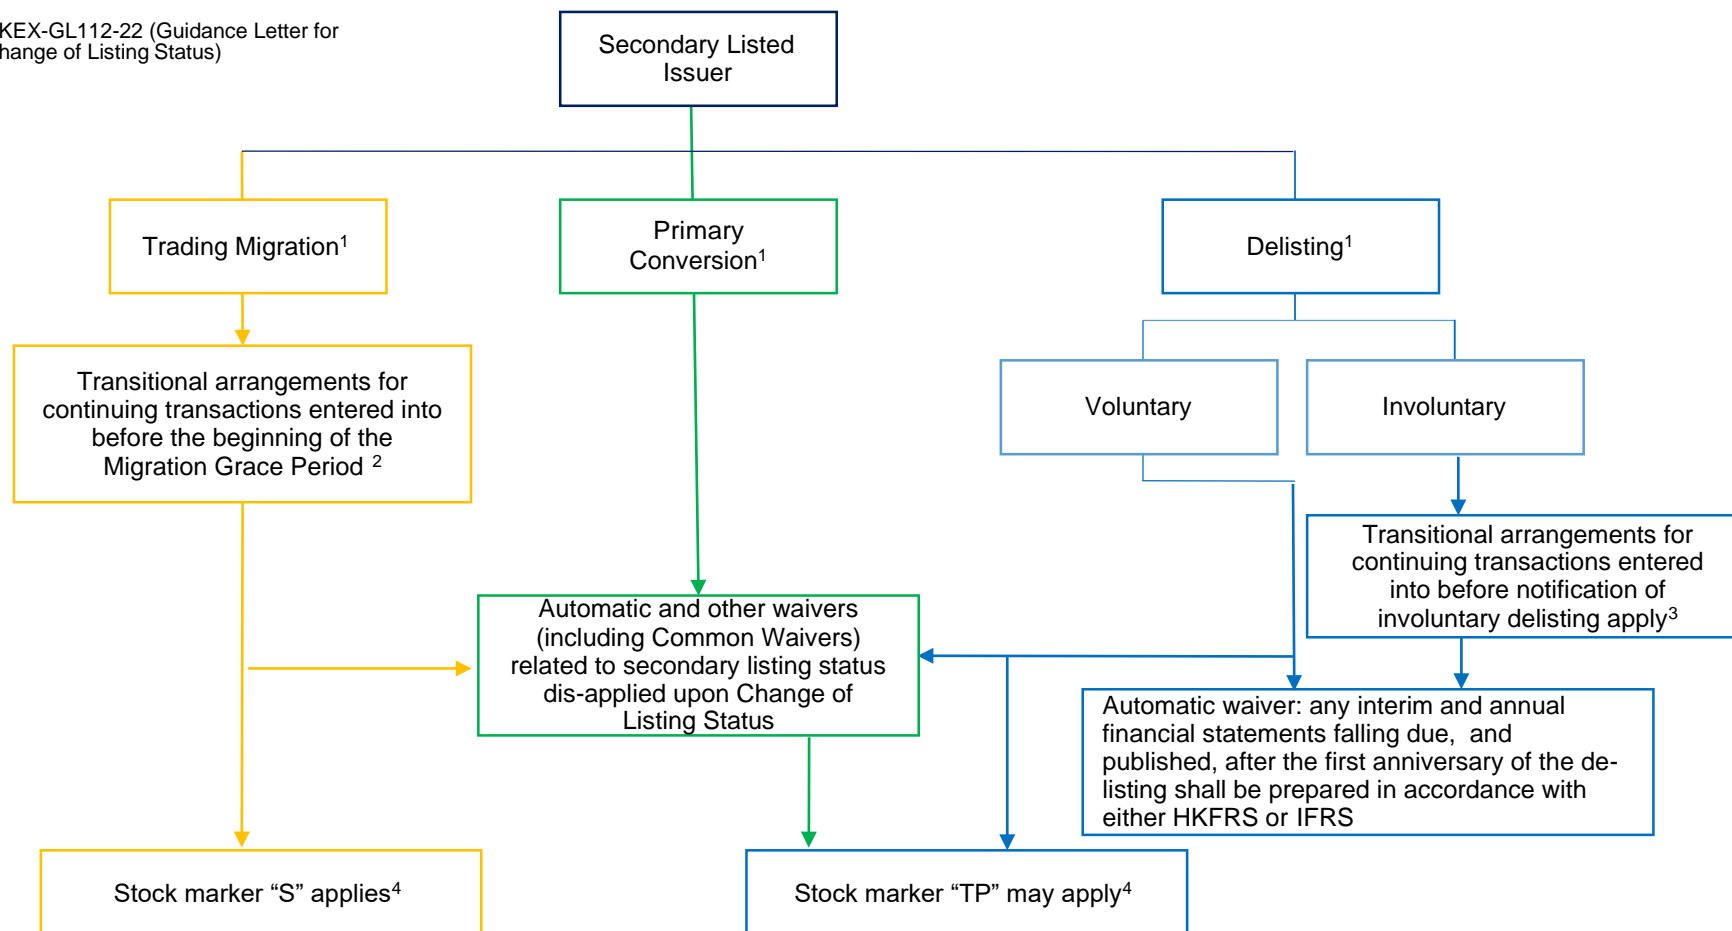 KEX-GL112-22 (Guidance Letter for
hange of Listing Status)
Secondary Listed
Issuer
Trading Migration1
Primary
Conversion1
Delisting1
Transitional arrangements for
continuing transactions entered into
before the beginning of the
Migration Grace Period 2
Voluntary
Involuntary
Transitional arrangements for
continuing transactions entered
into before notification of
involuntary delisting apply3
Automatic and other waivers
(including Common Waivers)
related to secondary listing status
dis-applied upon Change of
Listing Status
Automatic waiver: any interim and annual
financial statements falling due, and
published, after the first anniversary of the de-
listing shall be prepared in accordance with
either HKFRS or IFRS
Stock marker “S” applies4
Stock marker “TP” may apply4